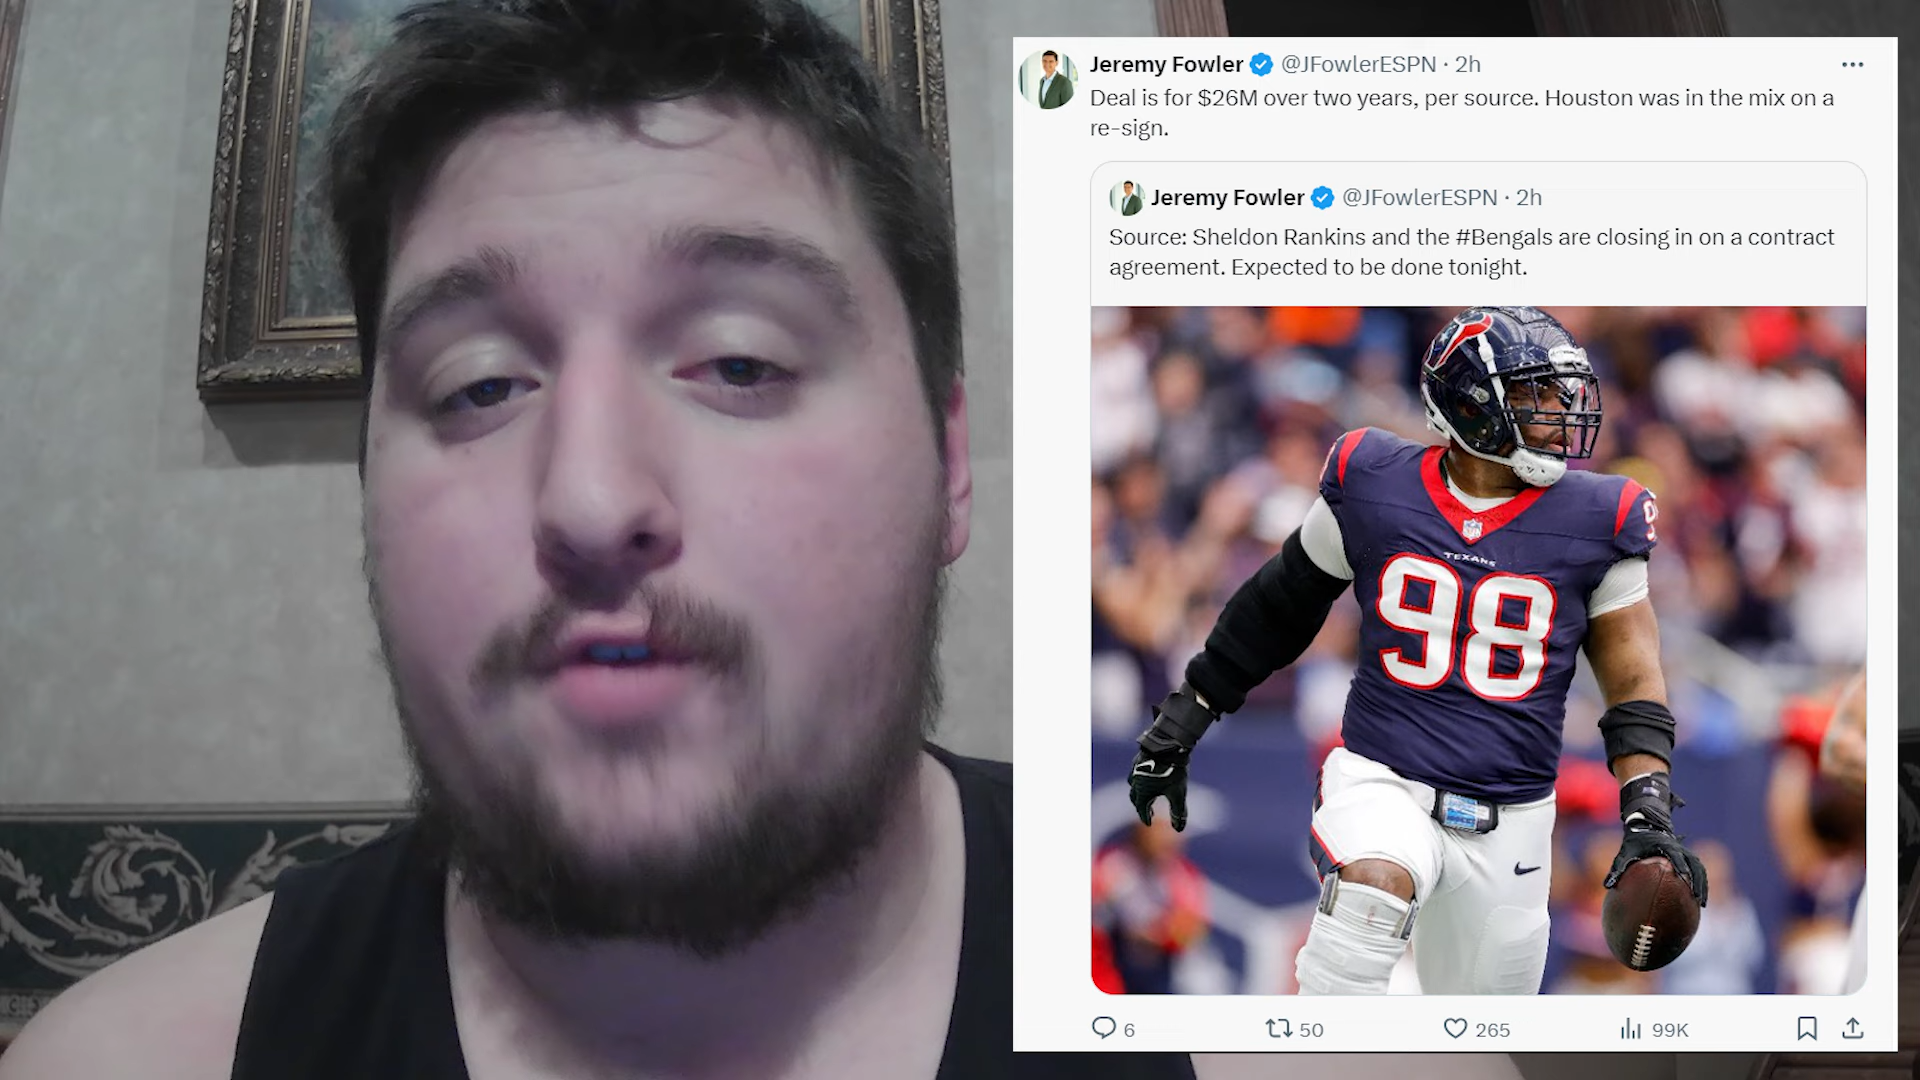 Jeremy Fowler @JFowlerESPN · 2h
Deal is for $26M over two years, per source. Houston was in the mix on a
re-sign.
Jeremy Fowler @JFowlerESPN · 2h
Source: Sheldon Rankins and the #Bengals are closing in on a contract
agreement. Expected to be done tonight.
TEXANS
98
6 50 265 99K